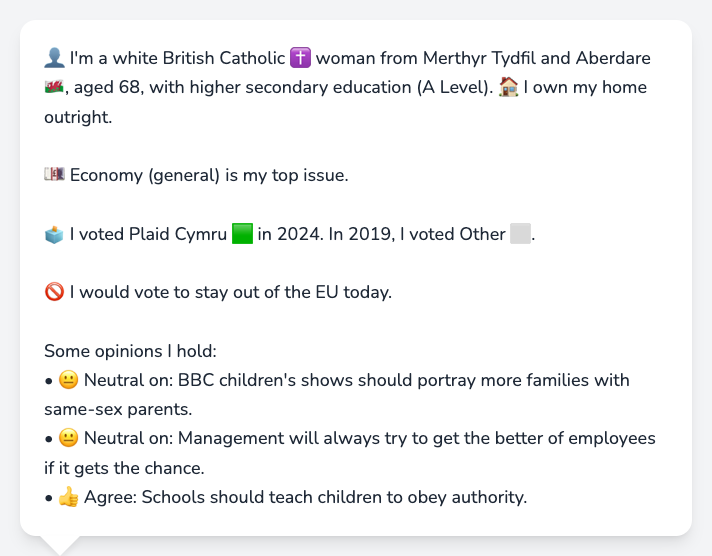 👤 I'm a white British Catholic ✝️ woman from Merthyr Tydfil and Aberdare
🏴󠁧󠁢󠁷󠁬󠁳󠁿, aged 68, with higher secondary education (A Level). 🏠 I own my home
outright.
💷 Economy (general) is my top issue.
🗳️ I voted Plaid Cymru 🟩 in 2024. In 2019, I voted Other ⬜.
🚫 I would vote to stay out of the EU today.
Some opinions I hold:
• 😐 Neutral on: BBC children's shows should portray more families with
same-sex parents.
• 😐 Neutral on: Management will always try to get the better of employees
if it gets the chance.
• 👍 Agree: Schools should teach children to obey authority.